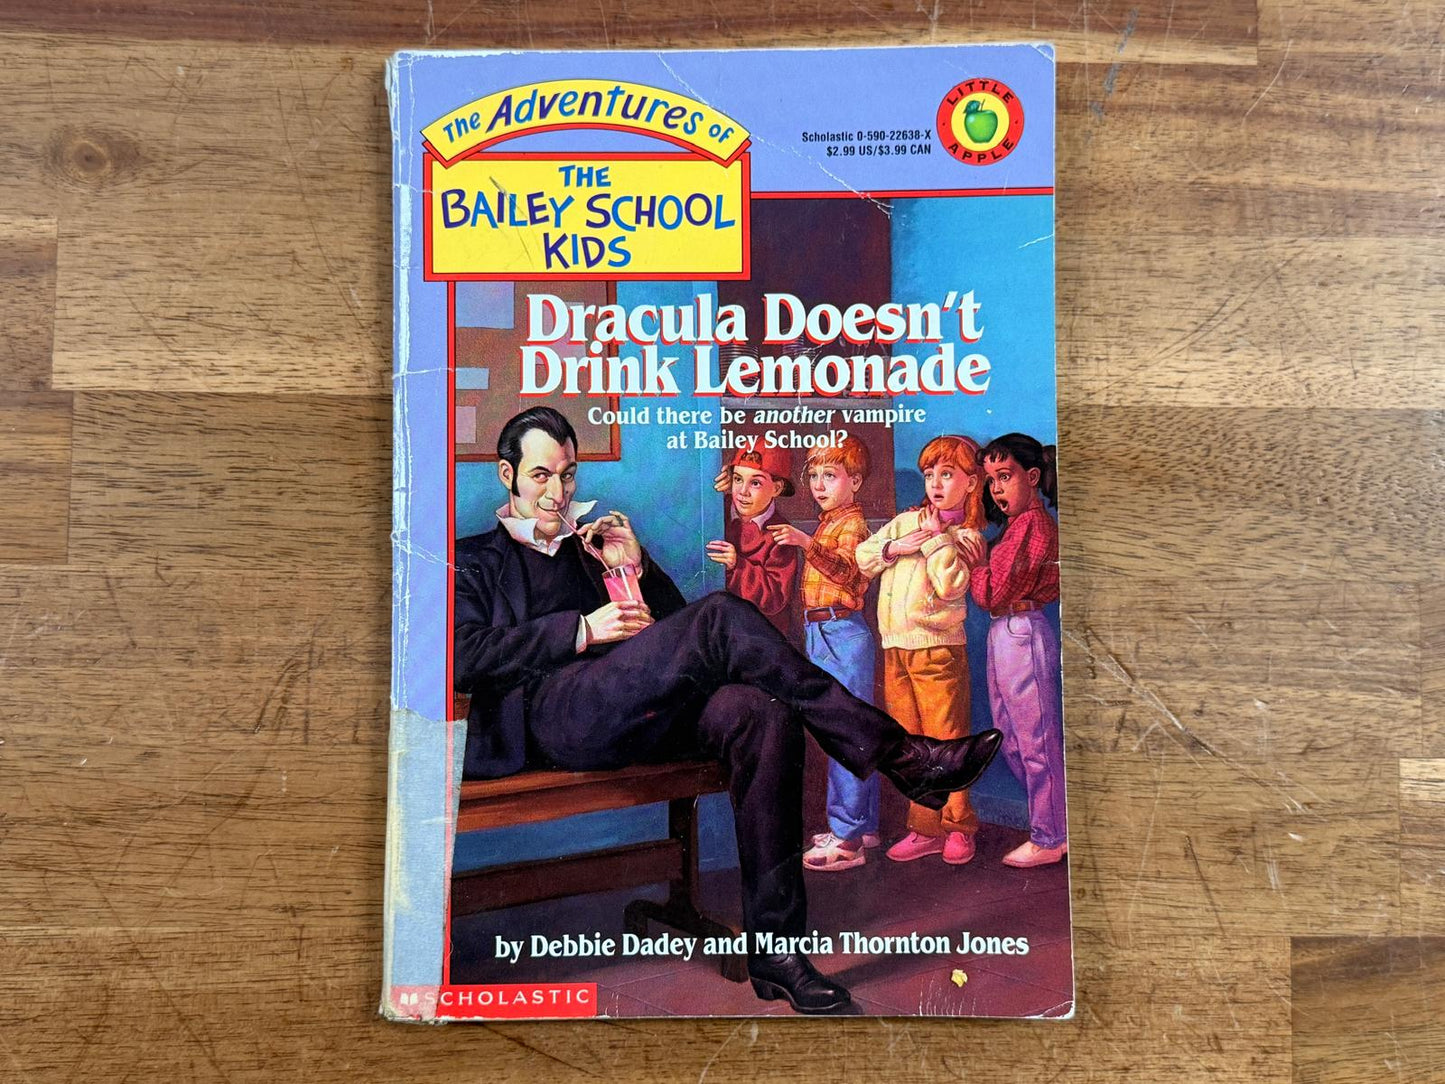 The Adventures of
THE
BAILEY SCHOOL
KIDS
Scholastic 0-590-22638-X
$2.99 US/$3.99 CAN
LITTLE
APPLE
Dracula Doesn't
Drink Lemonade
Could there be another vampire
at Bailey School?
by Debbie Dadey and Marcia Thornton Jones
SCHOLASTIC